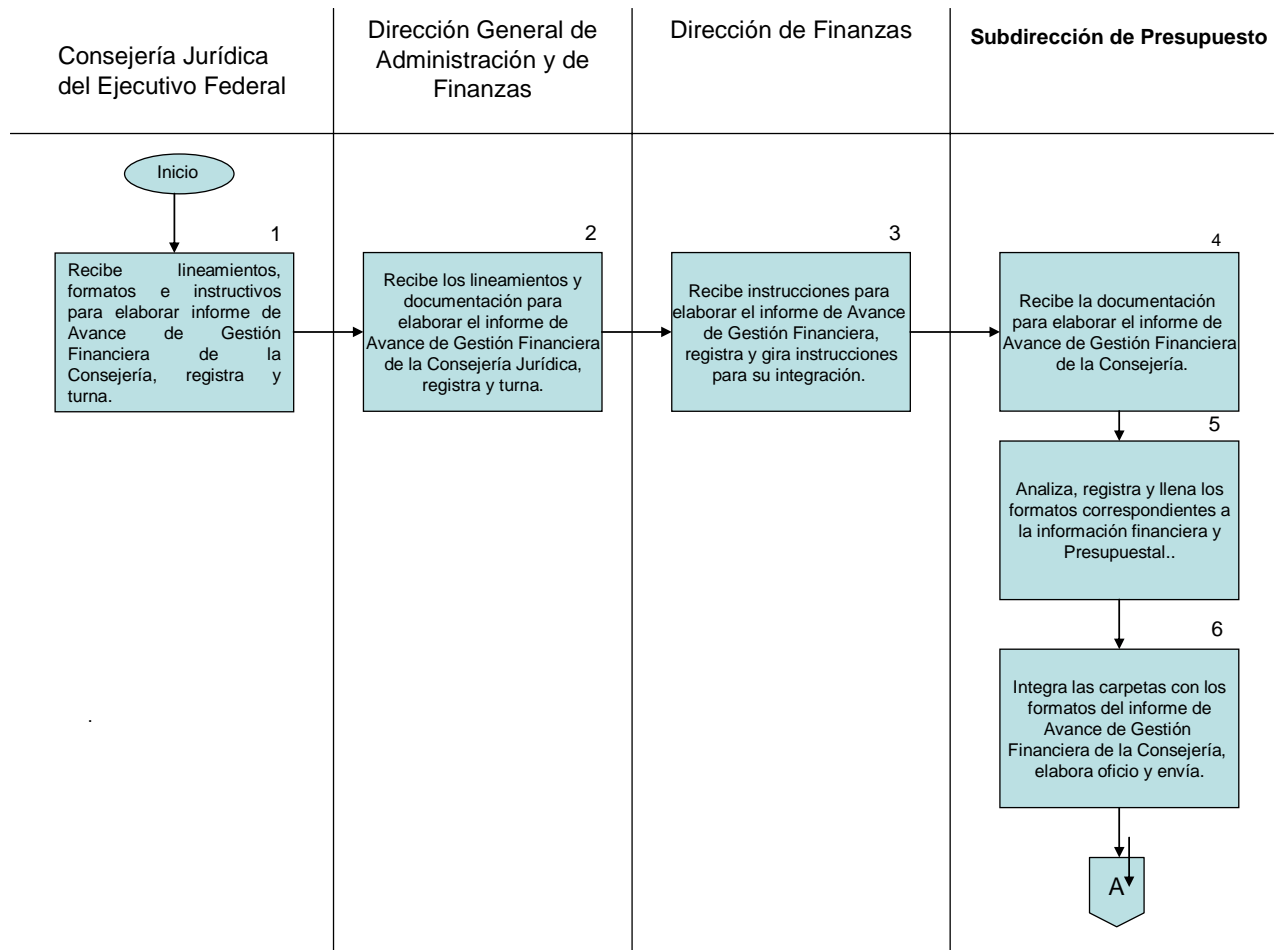 Consejería Jurídica
del Ejecutivo Federal
Dirección General de
Administración y de
Finanzas
Dirección de Finanzas
Subdirección de Presupuesto
Inicio
1
Recibe lineamientos,
formatos e instructivos
para elaborar informe de
Avance de Gestión
Financiera de la
Consejería, registra y
turna.
2
Recibe los lineamientos y
documentación para
elaborar el informe de
Avance de Gestión Financiera
de la Consejería Jurídica,
registra y turna.
3
Recibe instrucciones para
elaborar el informe de Avance
de Gestión Financiera,
registra y gira instrucciones
para su integración.
4
Recibe la documentación
para elaborar el informe de
Avance de Gestión Financiera
de la Consejería.
5
Analiza, registra y llena los
formatos correspondientes a
la información financiera y
Presupuestal..
6
Integra las carpetas con los
formatos del informe de
Avance de Gestión
Financiera de la Consejería,
elabora oficio y envía.
.
A